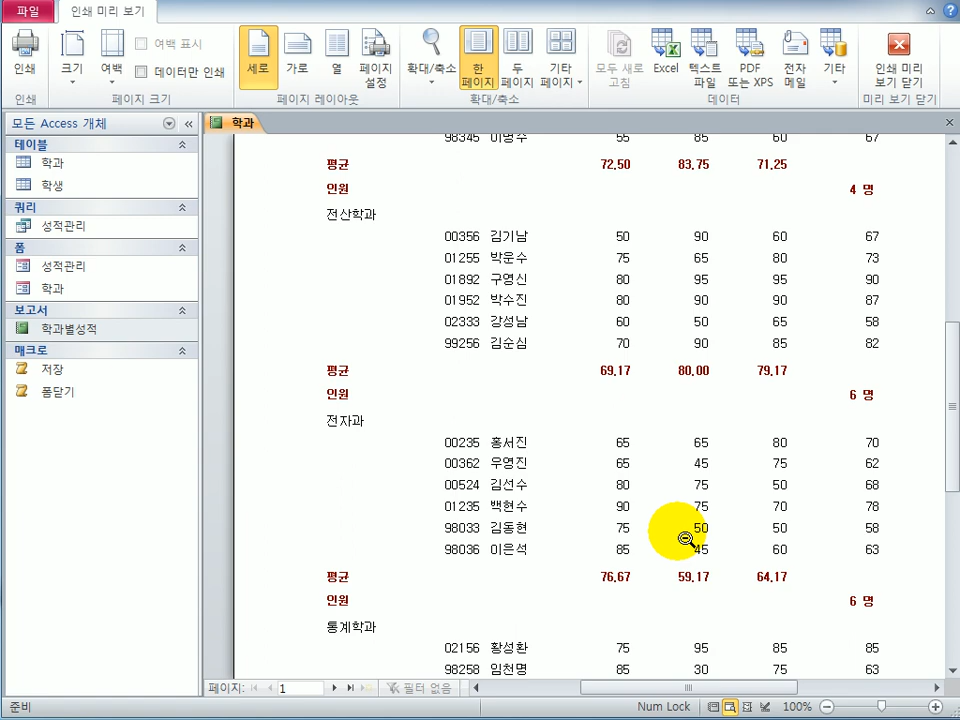 파일 인쇄 미리 보기
인쇄 크기 여백 여백 표시 데이터만 인쇄 세로 가로 열 페이지 설정 확대/축소 한 페이지 두 페이지 기타 페이지 모두 새로 고침 Excel 텍스트 파일 PDF 또는 XPS 전자 메일 기타 인쇄 미리 보기 닫기
인쇄 페이지 크기 페이지 레이아웃 확대/축소 데이터 미리 보기 닫기
모든 Access 개체
테이블
학과
학생
쿼리
성적관리
폼
성적관리
학과
보고서
학과별성적
매크로
저장
폼닫기
학과
98345 이명수 55 85 60 67
평균 72.50 83.75 71.25
인원 4 명
전산학과
00356 김기남 50 90 60 67
01255 박운수 75 65 80 73
01892 구영신 80 95 95 90
01952 박수진 80 90 90 87
02333 강성남 60 50 65 58
99256 김순심 70 90 85 82
평균 69.17 80.00 79.17
인원 6 명
전자과
00235 홍서진 65 65 80 70
00362 우영진 65 45 75 62
00524 김선수 80 75 50 68
01235 백현수 90 75 70 78
98033 김동현 75 50 50 58
98036 이은석 85 45 60 63
평균 76.67 59.17 64.17
인원 6 명
통계학과
02156 황성환 75 95 85 85
98258 임천명 85 30 75 63
페이지: 1 필터 없음
준비 Num Lock 100%